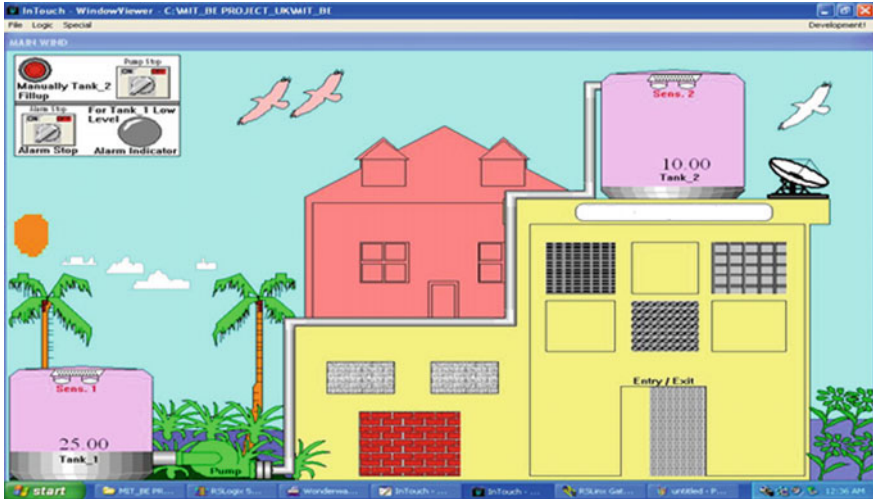 InTouch - WindowViewer - C:\MIT_BE PROJECT_UK\MIT_BE
File Logic Special
Development!
MAIN WIND
Pump Stop
ON OFF
Manually Tank_2
Fillup
Alarm Stop
ON OFF
For Tank_1 Low
Level
Alarm Stop
Alarm Indicator
Sens. 2
10.00
Tank_2
Sens. 1
25.00
Tank_1
Pump
Entry / Exit
start
MIT_BE PR...
RSLogix 5...
Wonderwa...
InTouch - ...
InTouch - ...
RSLinx Gat...
untitled - P...
12:36 AM